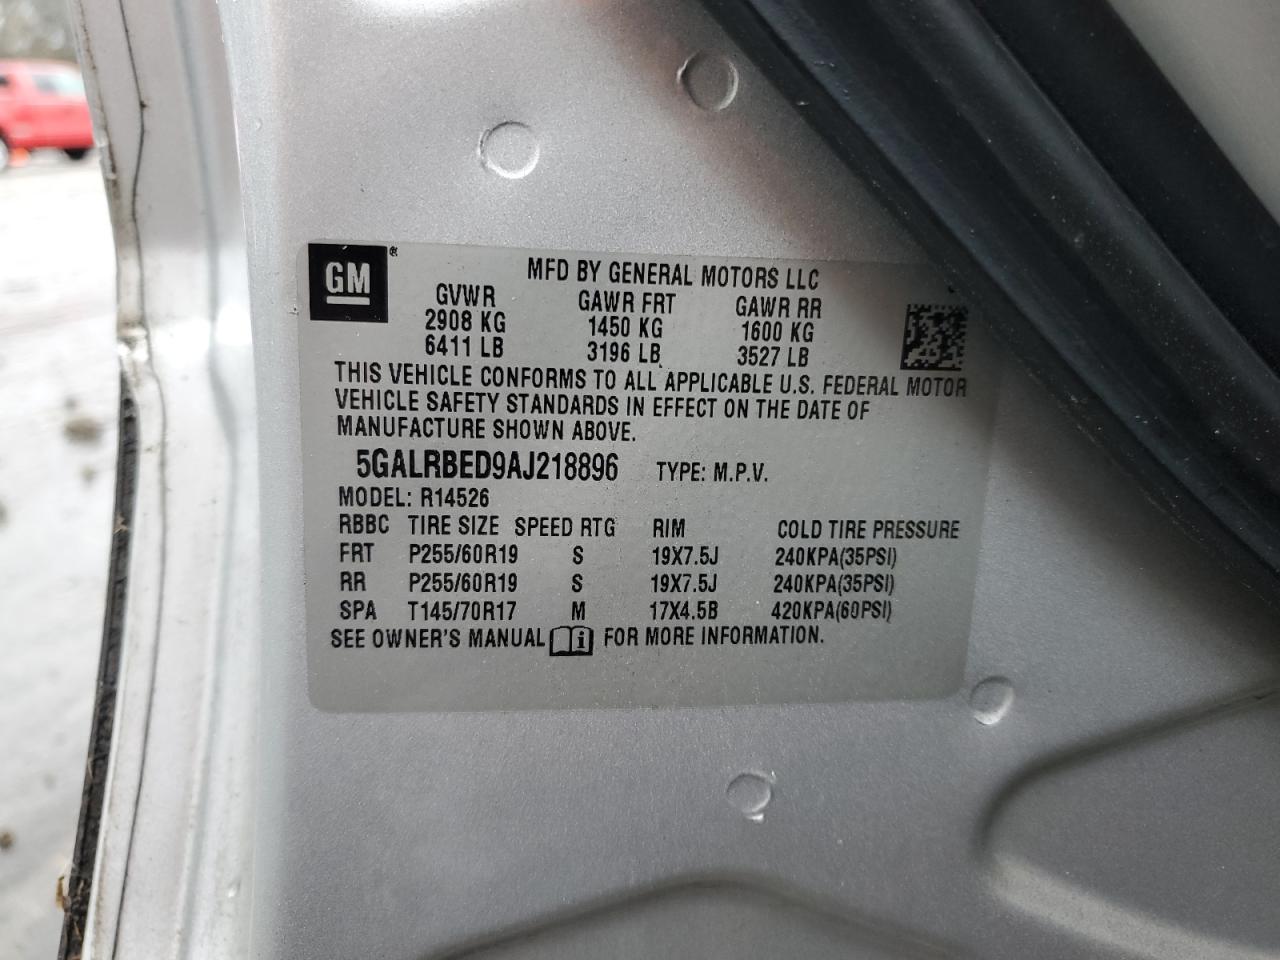 GM®
MFD BY GENERAL MOTORS LLC
GVWR GAWR FRT GAWR RR
2908 KG 1450 KG 1600 KG
6411 LB 3196 LB 3527 LB
THIS VEHICLE CONFORMS TO ALL APPLICABLE U.S. FEDERAL MOTOR
VEHICLE SAFETY STANDARDS IN EFFECT ON THE DATE OF
MANUFACTURE SHOWN ABOVE.
5GALRBED9AJ218896 TYPE: M.P.V.
MODEL: R14526
RBBC TIRE SIZE SPEED RTG RIM COLD TIRE PRESSURE
FRT P255/60R19 S 19X7.5J 240KPA(35PSI)
RR P255/60R19 S 19X7.5J 240KPA(35PSI)
SPA T145/70R17 M 17X4.5B 420KPA(60PSI)
SEE OWNER'S MANUAL i FOR MORE INFORMATION.